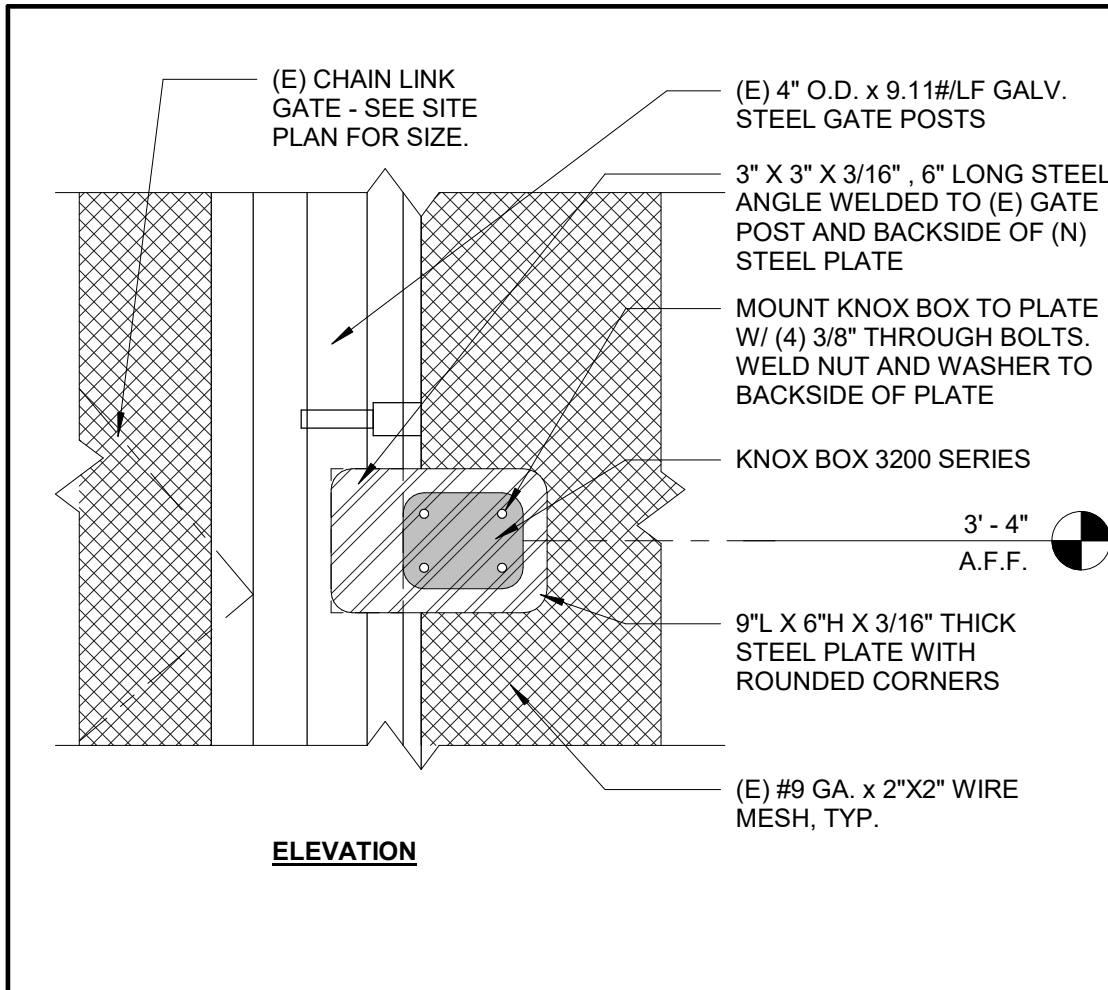 (E) CHAIN LINK
GATE - SEE SITE
PLAN FOR SIZE.
(E) 4" O.D. x 9.11#/LF GALV.
STEEL GATE POSTS
3" X 3" X 3/16" , 6" LONG STEEL
ANGLE WELDED TO (E) GATE
POST AND BACKSIDE OF (N)
STEEL PLATE
MOUNT KNOX BOX TO PLATE
W/ (4) 3/8" THROUGH BOLTS.
WELD NUT AND WASHER TO
BACKSIDE OF PLATE
KNOX BOX 3200 SERIES
3' - 4"
A.F.F.
9"L X 6"H X 3/16" THICK
STEEL PLATE WITH
ROUNDED CORNERS
(E) #9 GA. x 2"X2" WIRE
MESH, TYP.
ELEVATION